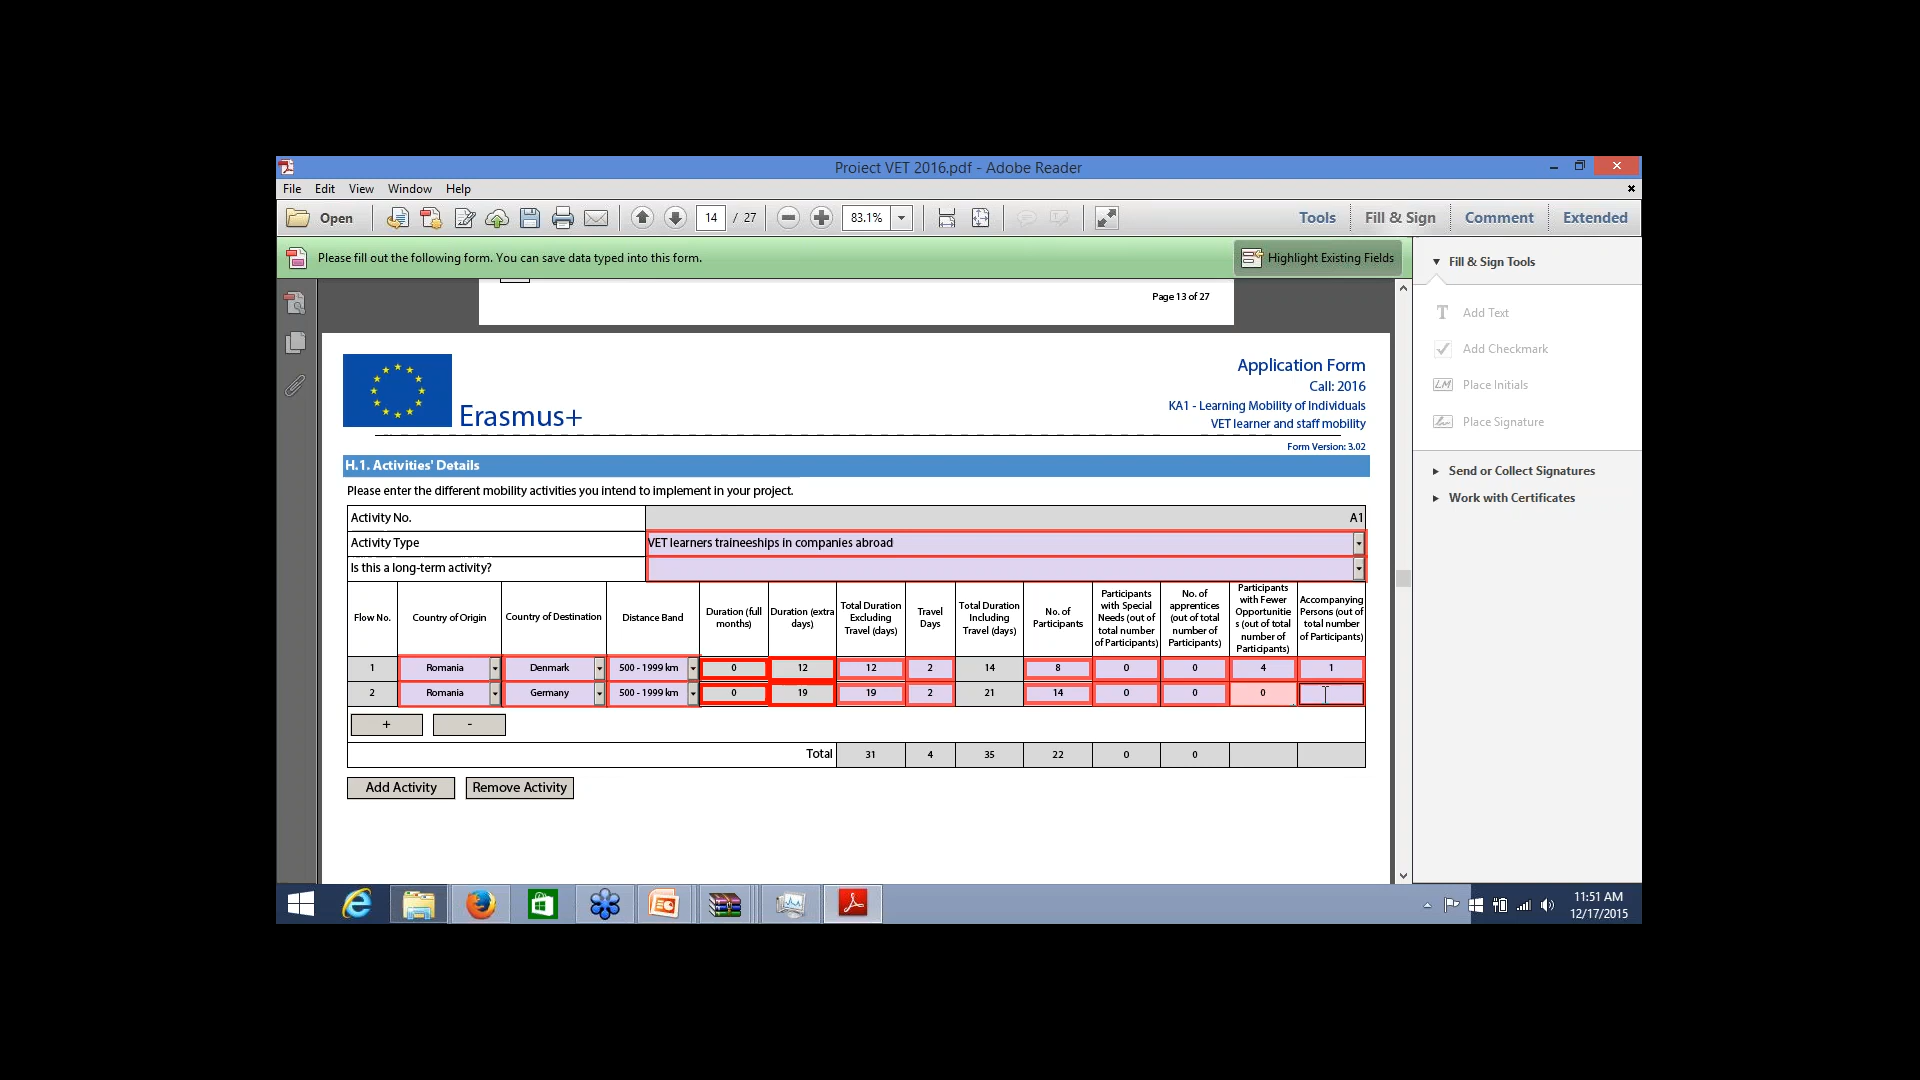 Project VET 2016.pdf - Adobe Reader
File Edit View Window Help
Open 14 / 27 83.1% Tools Fill & Sign Comment Extended
Please fill out the following form. You can save data typed into this form. Highlight Existing Fields
Fill & Sign Tools
Add Text
Add Checkmark
Place Initials
Place Signature
Send or Collect Signatures
Work with Certificates
Page 13 of 27
Erasmus+
Application Form
Call: 2016
KA1 - Learning Mobility of Individuals
VET learner and staff mobility
Form Version: 3.02
H.1. Activities' Details
Please enter the different mobility activities you intend to implement in your project.
Activity No. A1
Activity Type VET learners traineeships in companies abroad
Is this a long-term activity?
Flow No.
Country of Origin
Country of Destination
Distance Band
Duration (full
months)
Duration (extra
days)
Total Duration
Excluding
Travel (days)
Travel
Days
Total Duration
Including
Travel (days)
No. of
Participants
Participants
with Special
Needs (out of
total number
of Participants)
No. of
apprentices
(out of total
number of
Participants)
Participants
with Fewer
Opportunitie
s (out of total
number of
Participants)
Accompanying
Persons (out of
total number
of Participants)
1 Romania Denmark 500 - 1999 km 0 12 12 2 14 8 0 0 4 1
2 Romania Germany 500 - 1999 km 0 19 19 2 21 14 0 0 0
+ -
Total 31 4 35 22 0 0
Add Activity Remove Activity
11:51 AM
12/17/2015